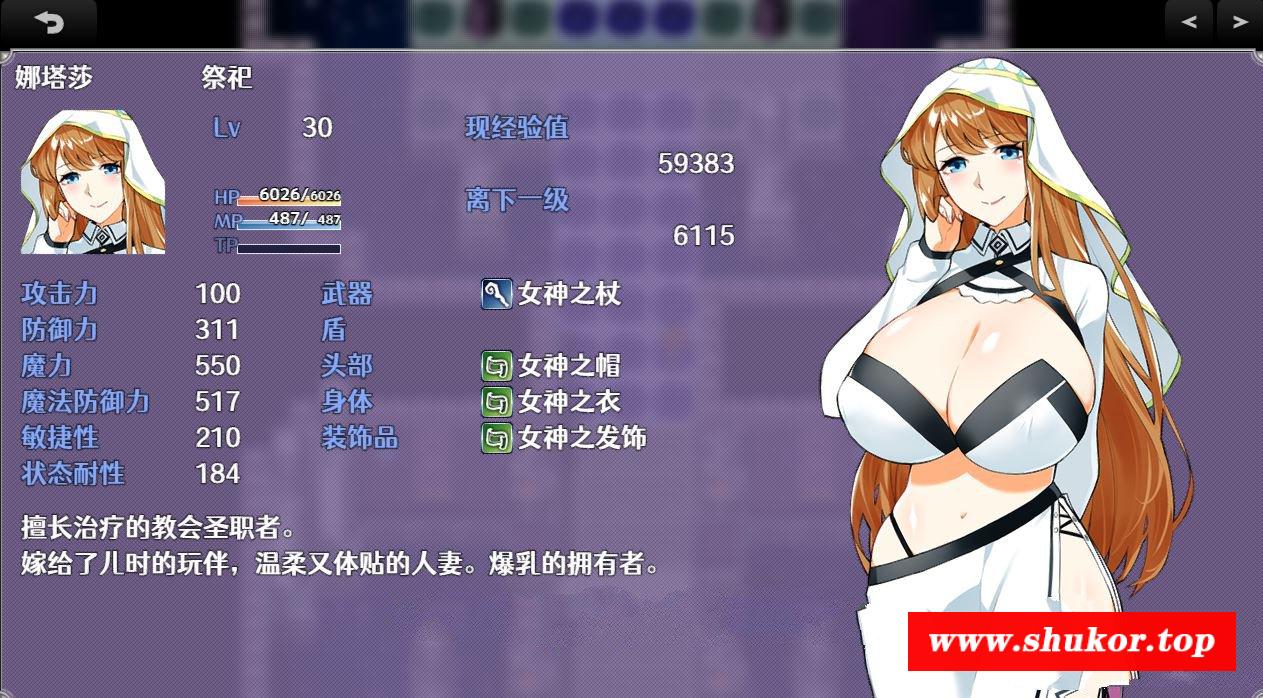 娜塔莎 祭祀
Lv 30 现经验值
59383
HP 6026/6026 离下一级
MP 487/ 487
6115
TP
攻击力 100 武器 女神之杖
防御力 311 盾
魔力 550 头部 女神之帽
魔法防御力 517 身体 女神之衣
敏捷性 210 装饰品 女神之发饰
状态耐性 184
擅长治疗的教会圣职者。
嫁给了儿时的玩伴，温柔又体贴的人妻。爆乳的拥有者。
www.shukor.top